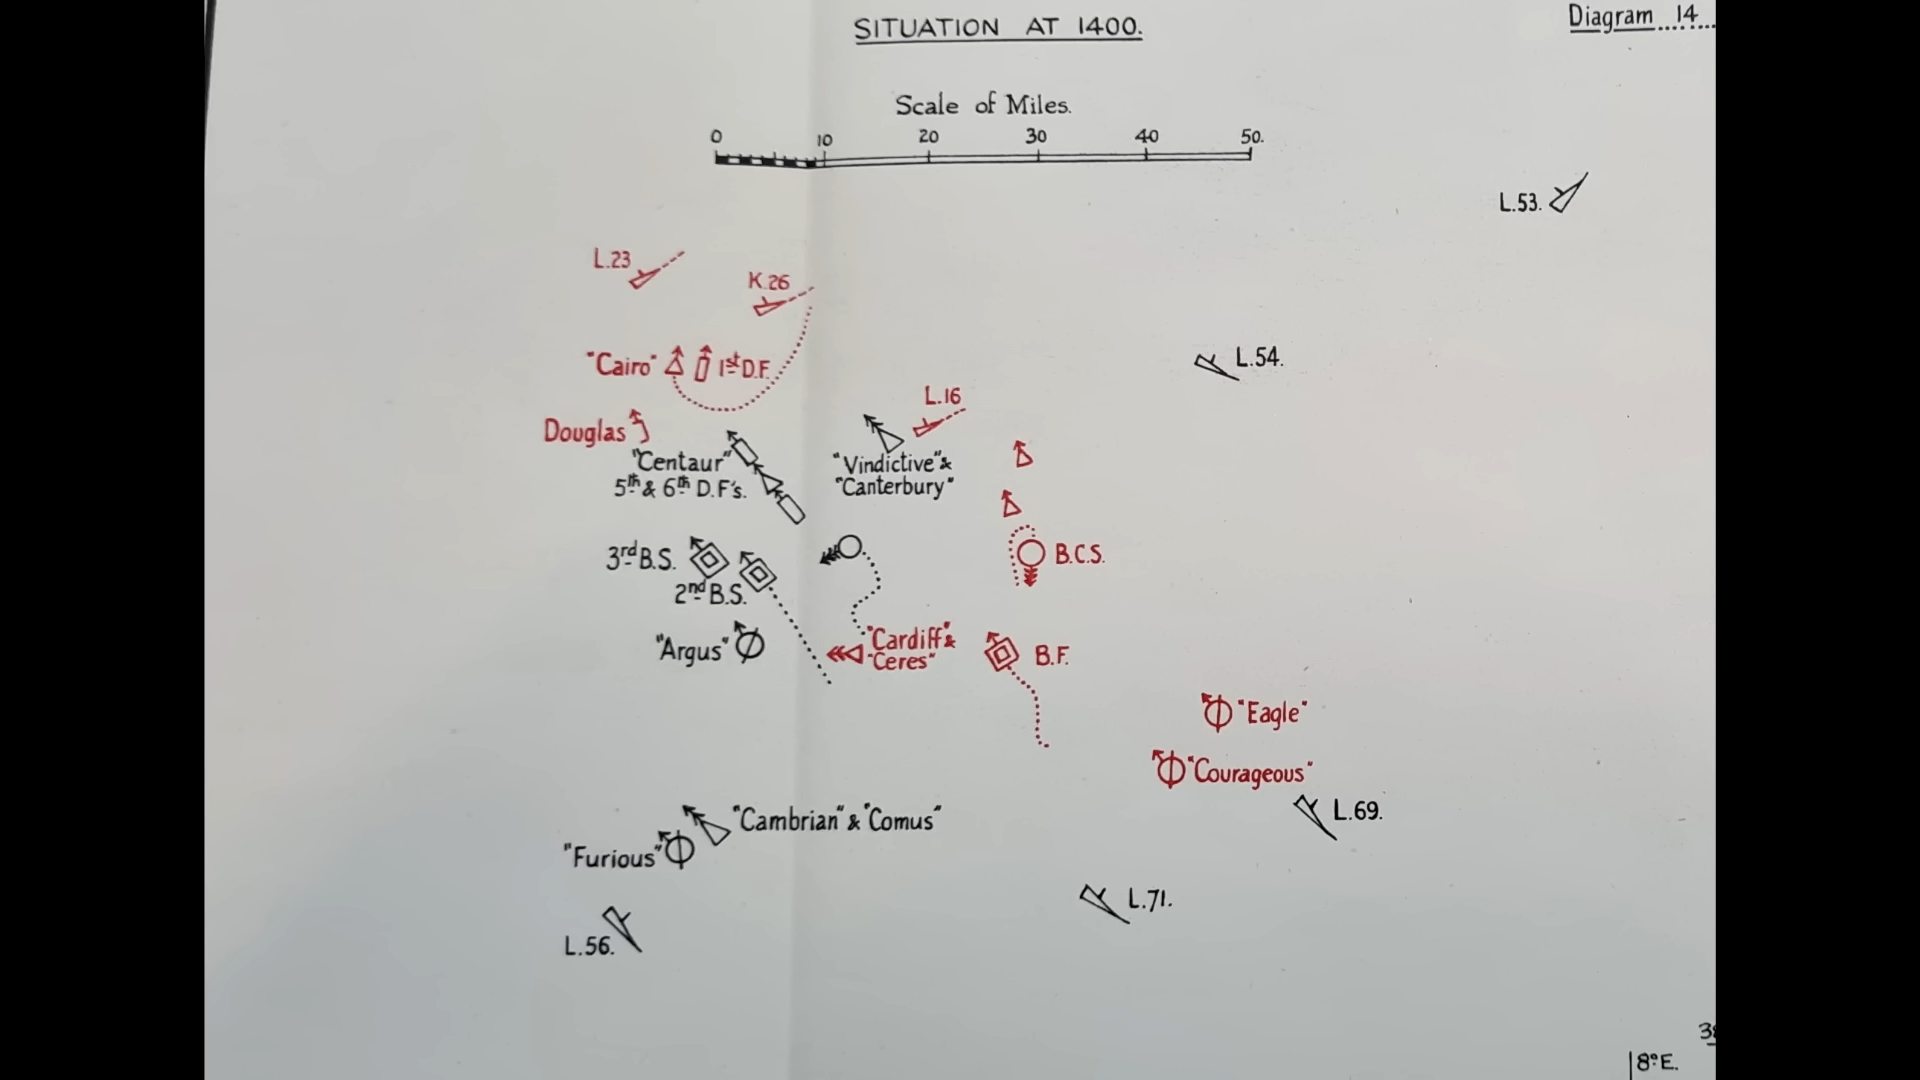 SITUATION AT 1400.
Diagram 14
Scale of Miles.
0 10 20 30 40 50.
L.53.
L.23
K.26
"Cairo"
1st D.F.
L.54.
L.16
Douglas
"Centaur"
5th & 6th D.F's.
"Vindictive" &
"Canterbury"
3rd B.S.
2nd B.S.
B.C.S.
"Argus"
"Cardiff" &
"Ceres"
B.F.
"Eagle"
"Courageous"
L.69.
"Cambrian" & "Comus"
"Furious"
L.71.
L.56.
8°E.